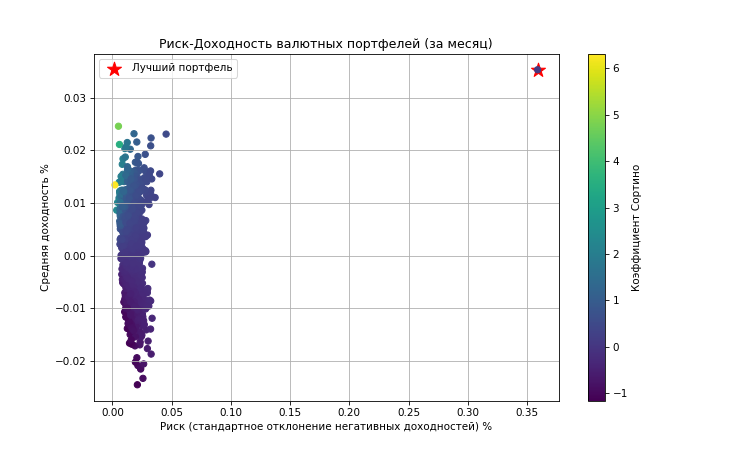 Риск-Доходность валютных портфелей (за месяц)
Лучший портфель
Средняя доходность %
0.03
0.02
0.01
0.00
−0.01
−0.02
0.00 0.05 0.10 0.15 0.20 0.25 0.30 0.35
Риск (стандартное отклонение негативных доходностей) %
6
5
4
3
2
1
0
−1
Коэффициент Сортино